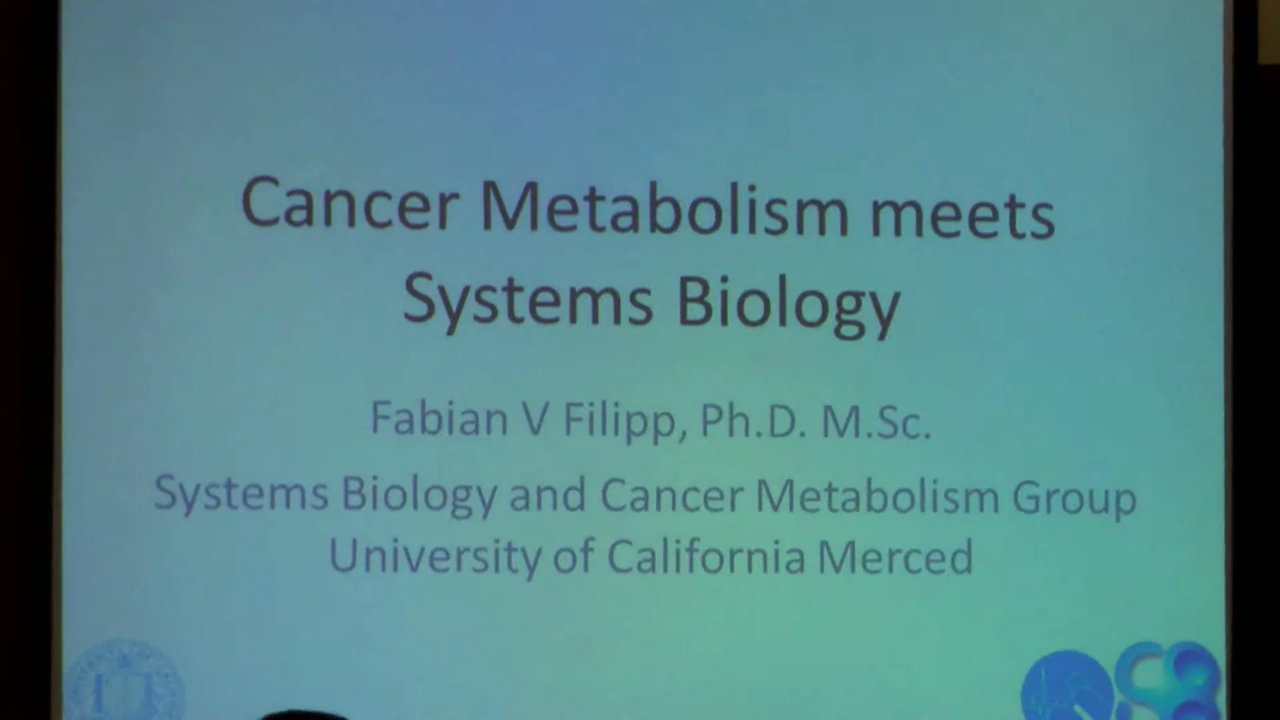 Cancer Metabolism meets
Systems Biology
Fabian V Filipp, Ph.D. M.Sc.
Systems Biology and Cancer Metabolism Group
University of California Merced